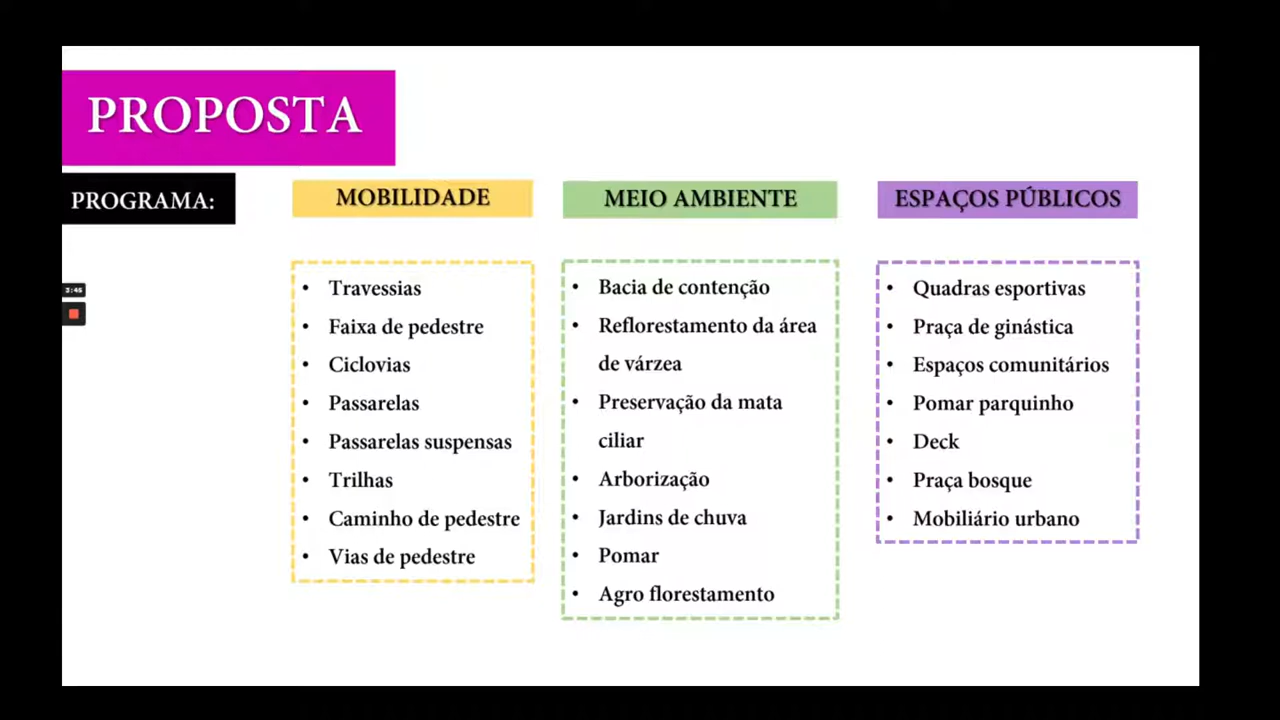 PROPOSTA
PROGRAMA:
MOBILIDADE
• Travessias
• Faixa de pedestre
• Ciclovias
• Passarelas
• Passarelas suspensas
• Trilhas
• Caminho de pedestre
• Vias de pedestre
MEIO AMBIENTE
• Bacia de contenção
• Reflorestamento da área
de várzea
• Preservação da mata
ciliar
• Arborização
• Jardins de chuva
• Pomar
• Agro florestamento
ESPAÇOS PÚBLICOS
• Quadras esportivas
• Praça de ginástica
• Espaços comunitários
• Pomar parquinho
• Deck
• Praça bosque
• Mobiliário urbano
3:45